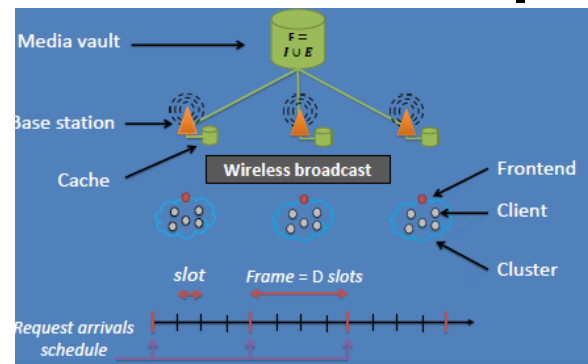 Media vault
F =
I ∪ E
Base station
Cache
Wireless broadcast
Frontend
Client
Cluster
slot
Frame = D slots
Request arrivals
schedule